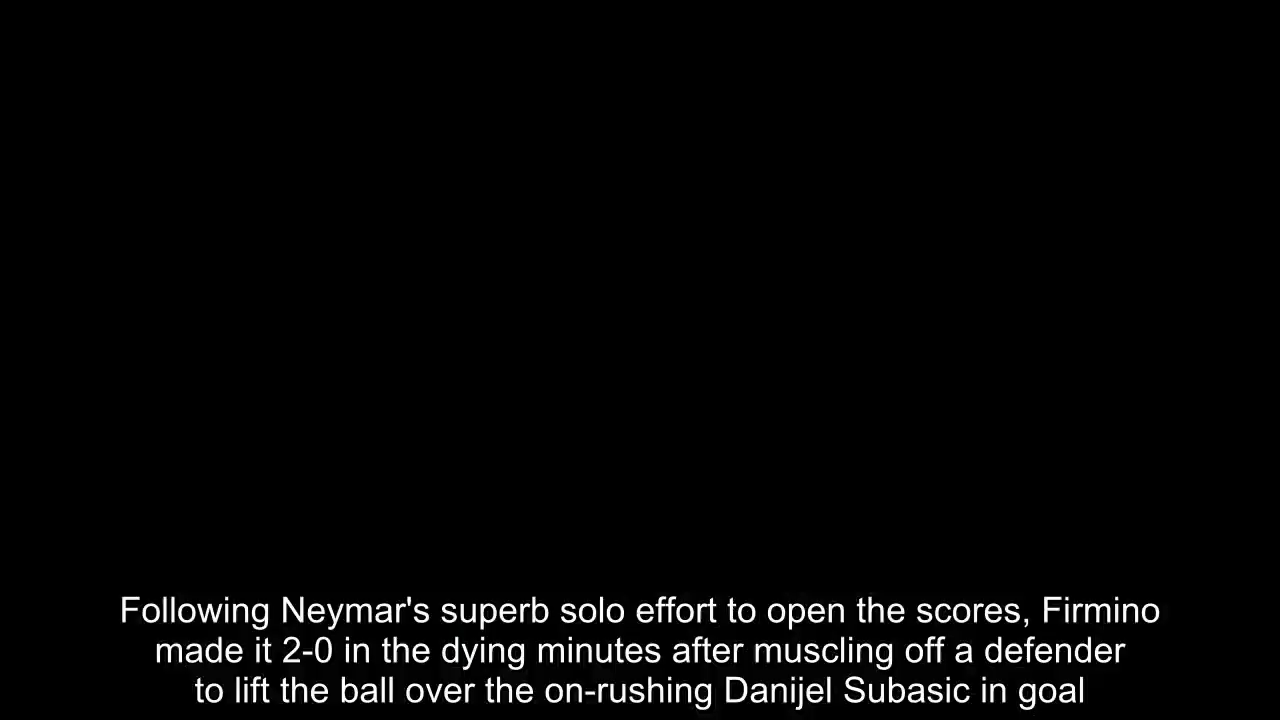 Following Neymar's superb solo effort to open the scores, Firmino
made it 2-0 in the dying minutes after muscling off a defender
to lift the ball over the on-rushing Danijel Subasic in goal